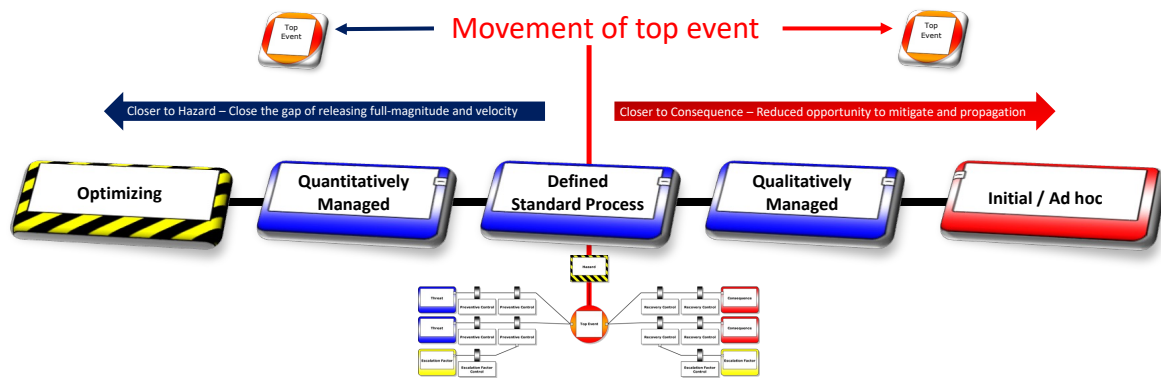 Movement of top event
Top
Event
Top
Event
Closer to Hazard – Close the gap of releasing full-magnitude and velocity
Closer to Consequence – Reduced opportunity to mitigate and propagation
Optimizing
Quantitatively
Managed
Defined
Standard Process
Qualitatively
Managed
Initial / Ad hoc
Hazard
Threat
Preventive Control
Preventive Control
Top Event
Recovery Control
Recovery Control
Consequence
Threat
Preventive Control
Preventive Control
Recovery Control
Recovery Control
Consequence
Escalation Factor
Escalation Factor
Control
Escalation Factor
Control
Escalation Factor